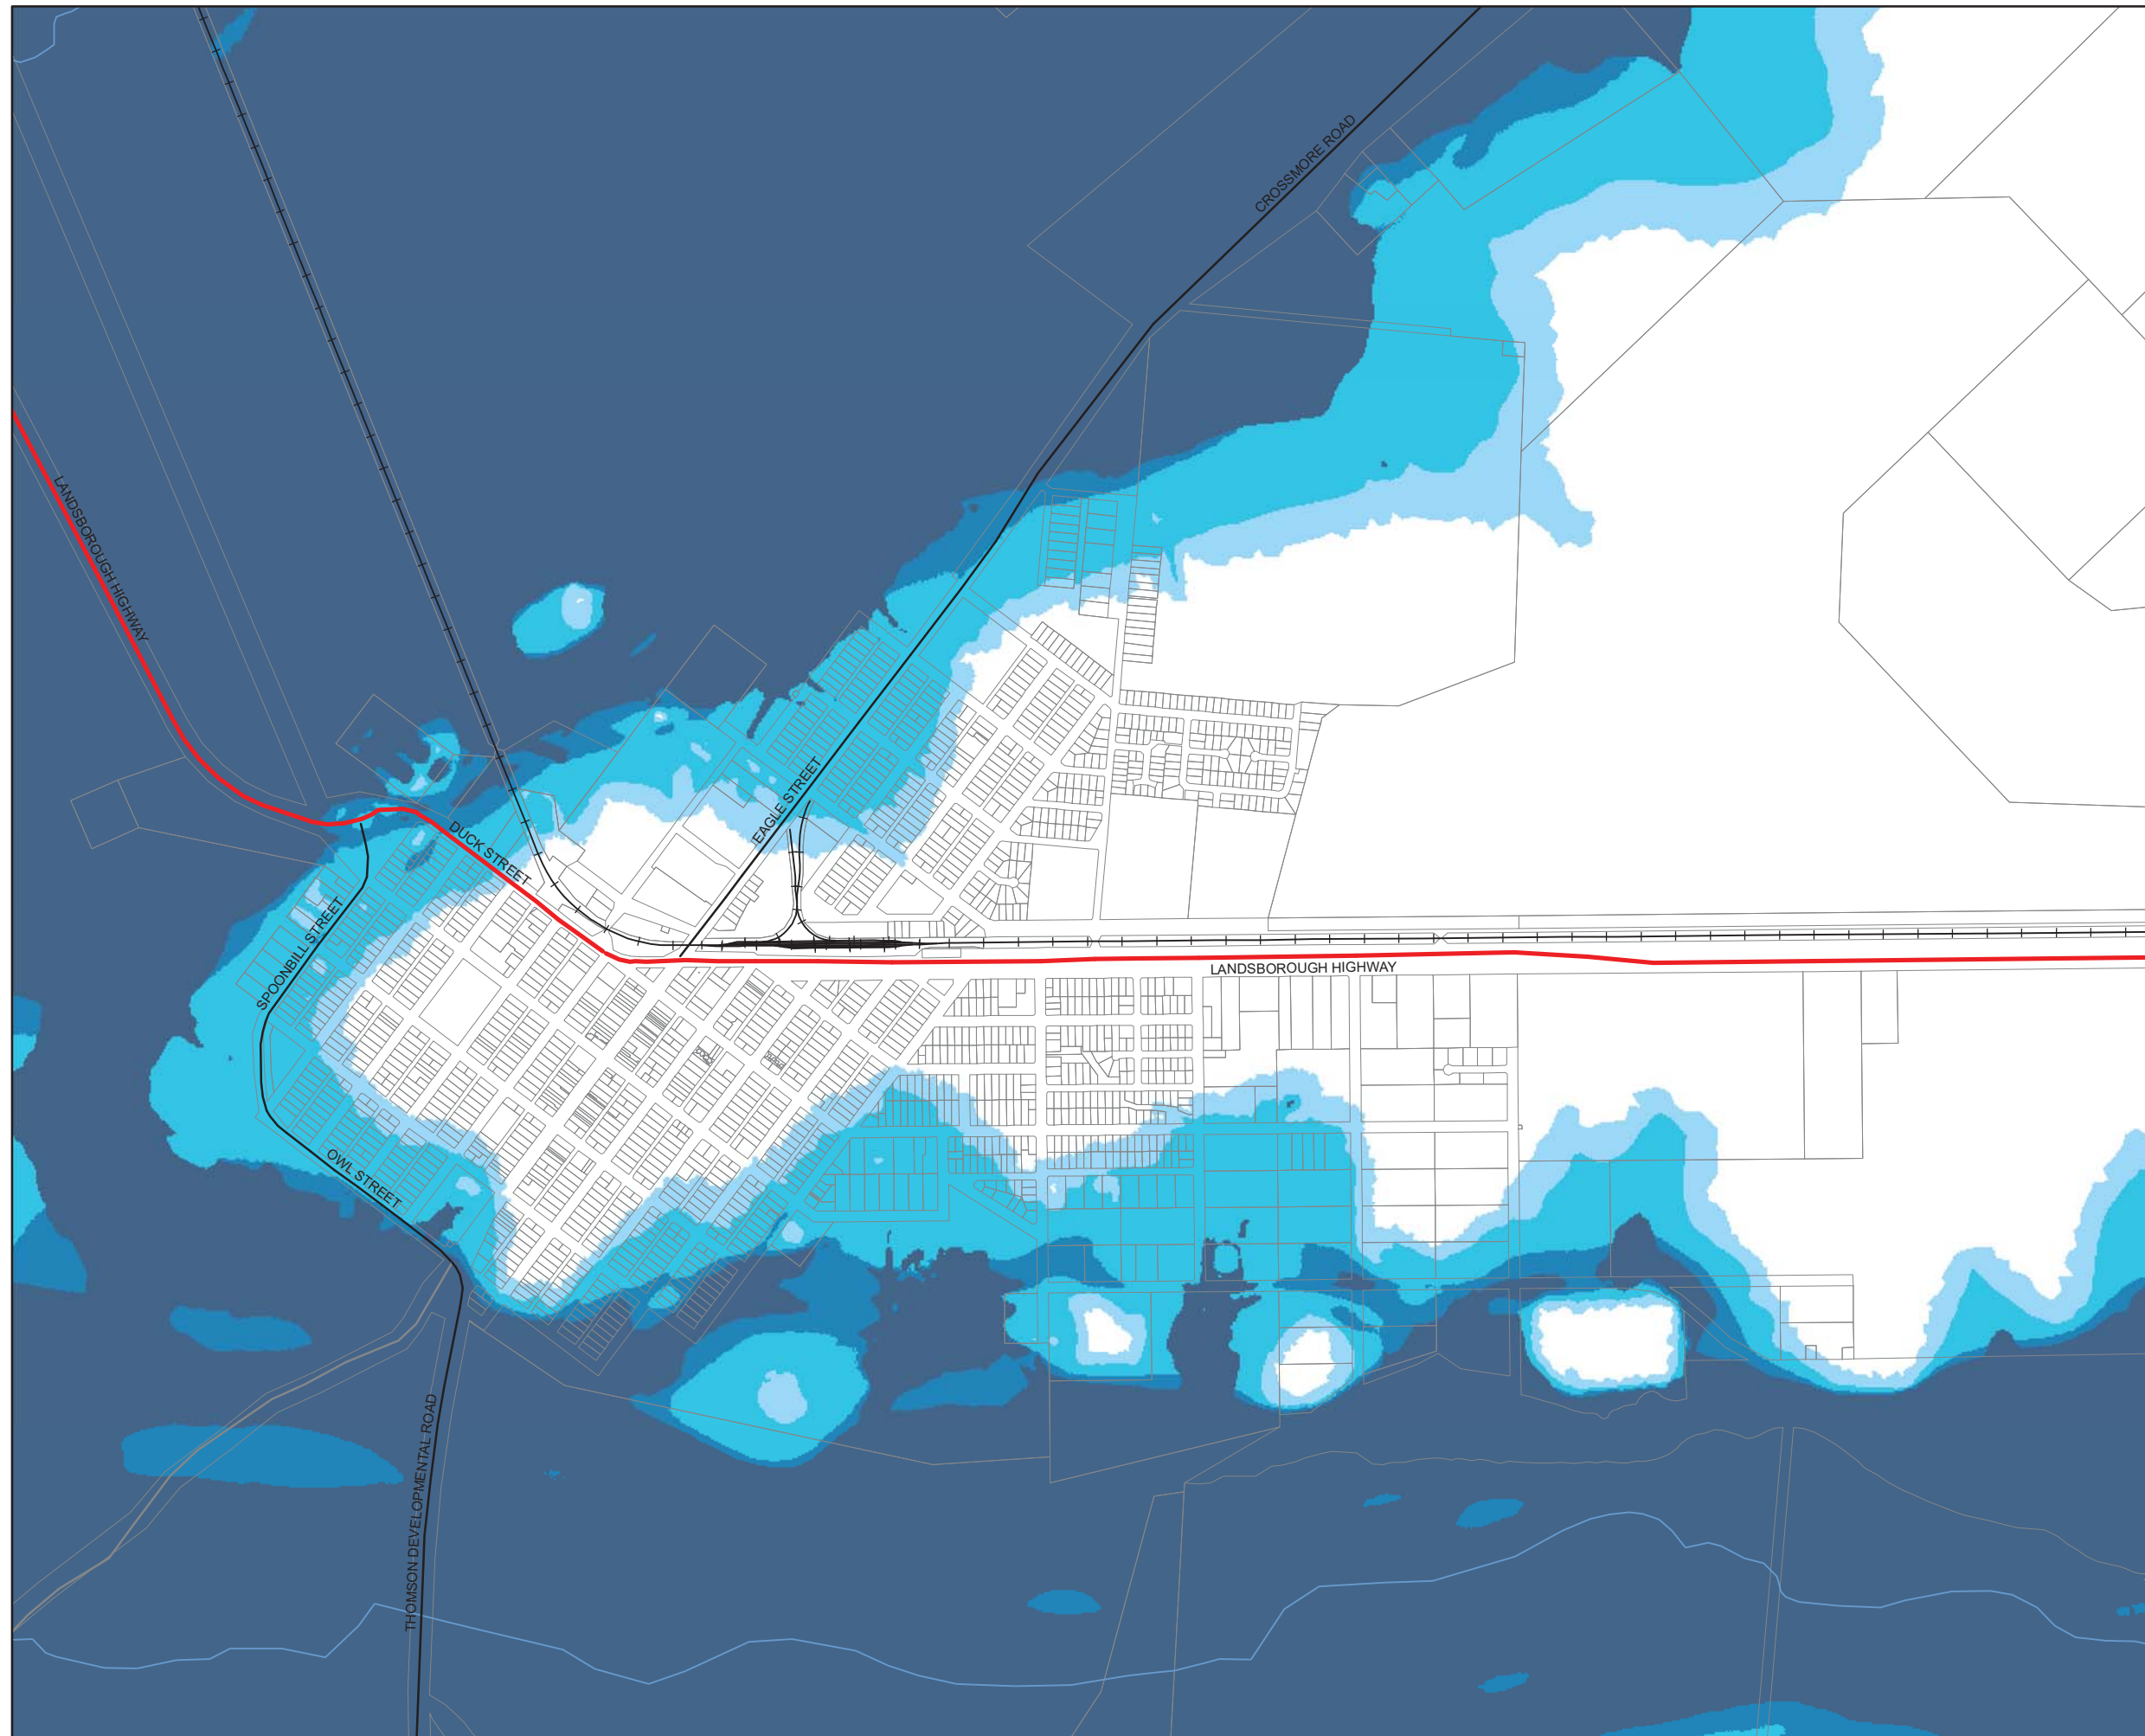 CROSSMORE ROAD
LANDSBOROUGH HIGHWAY
EAGLE STREET
DUCK STREET
SPOONBILL STREET
LANDSBOROUGH HIGHWAY
OWL STREET
THOMSON DEVELOPMENTAL ROAD